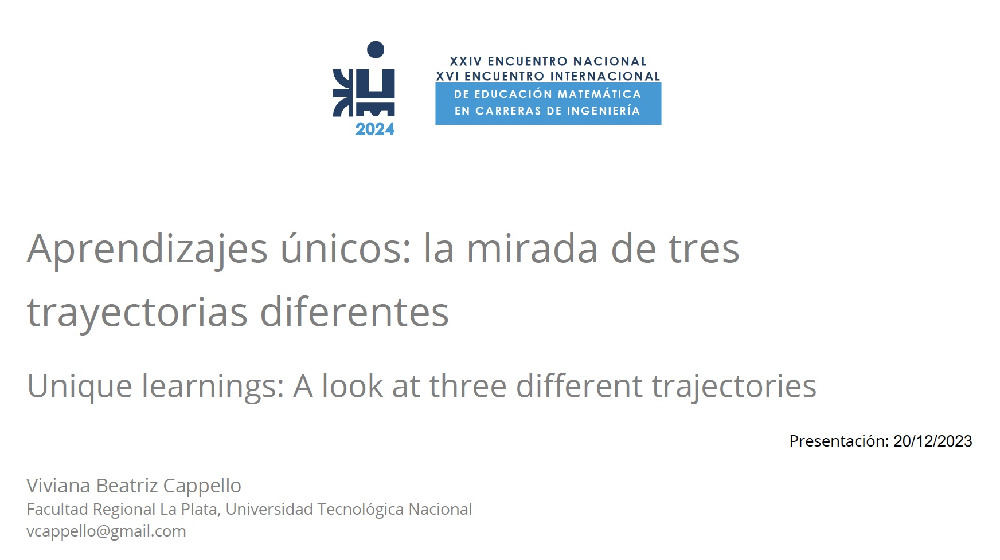 XXIV ENCUENTRO NACIONAL
XVI ENCUENTRO INTERNACIONAL
DE EDUCACIÓN MATEMÁTICA
EN CARRERAS DE INGENIERÍA
2024
Aprendizajes únicos: la mirada de tres
trayectorias diferentes
Unique learnings: A look at three different trajectories
Presentación: 20/12/2023
Viviana Beatriz Cappello
Facultad Regional La Plata, Universidad Tecnológica Nacional
vcappello@gmail.com